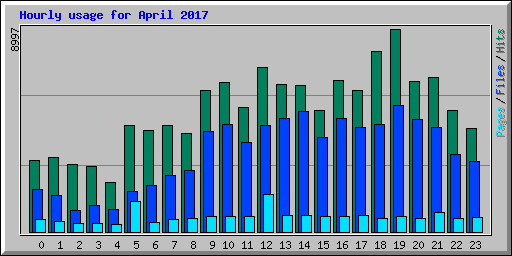 Hourly usage for April 2017
8997
Pages/Files/Hits
0 1 2 3 4 5 6 7 8 9 10 11 12 13 14 15 16 17 18 19 20 21 22 23